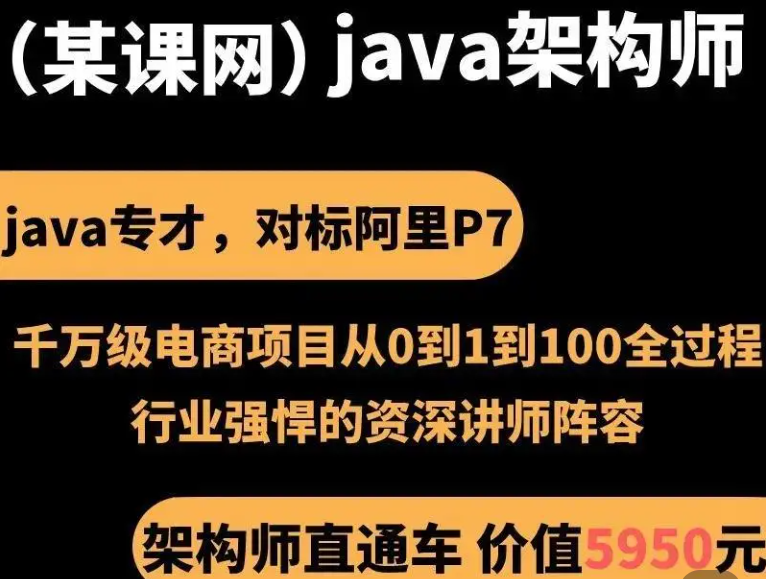 （某课网）java架构师
java专才，对标阿里P7
千万级电商项目从0到1到100全过程
行业强悍的资深讲师阵容
架构师直通车 价值5950元